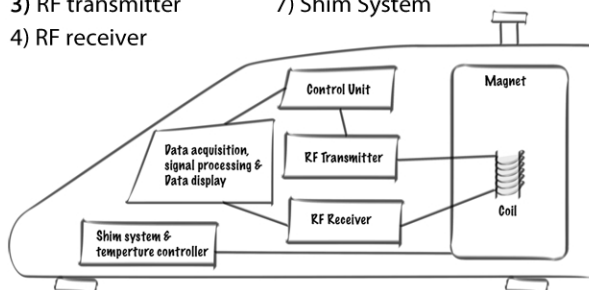 3) RF transmitter
7) Shim System
4) RF receiver
Control Unit
Magnet
Data acquisition,
signal processing &
Data display
RF Transmitter
RF Receiver
Coil
Shim system &
temperture controller